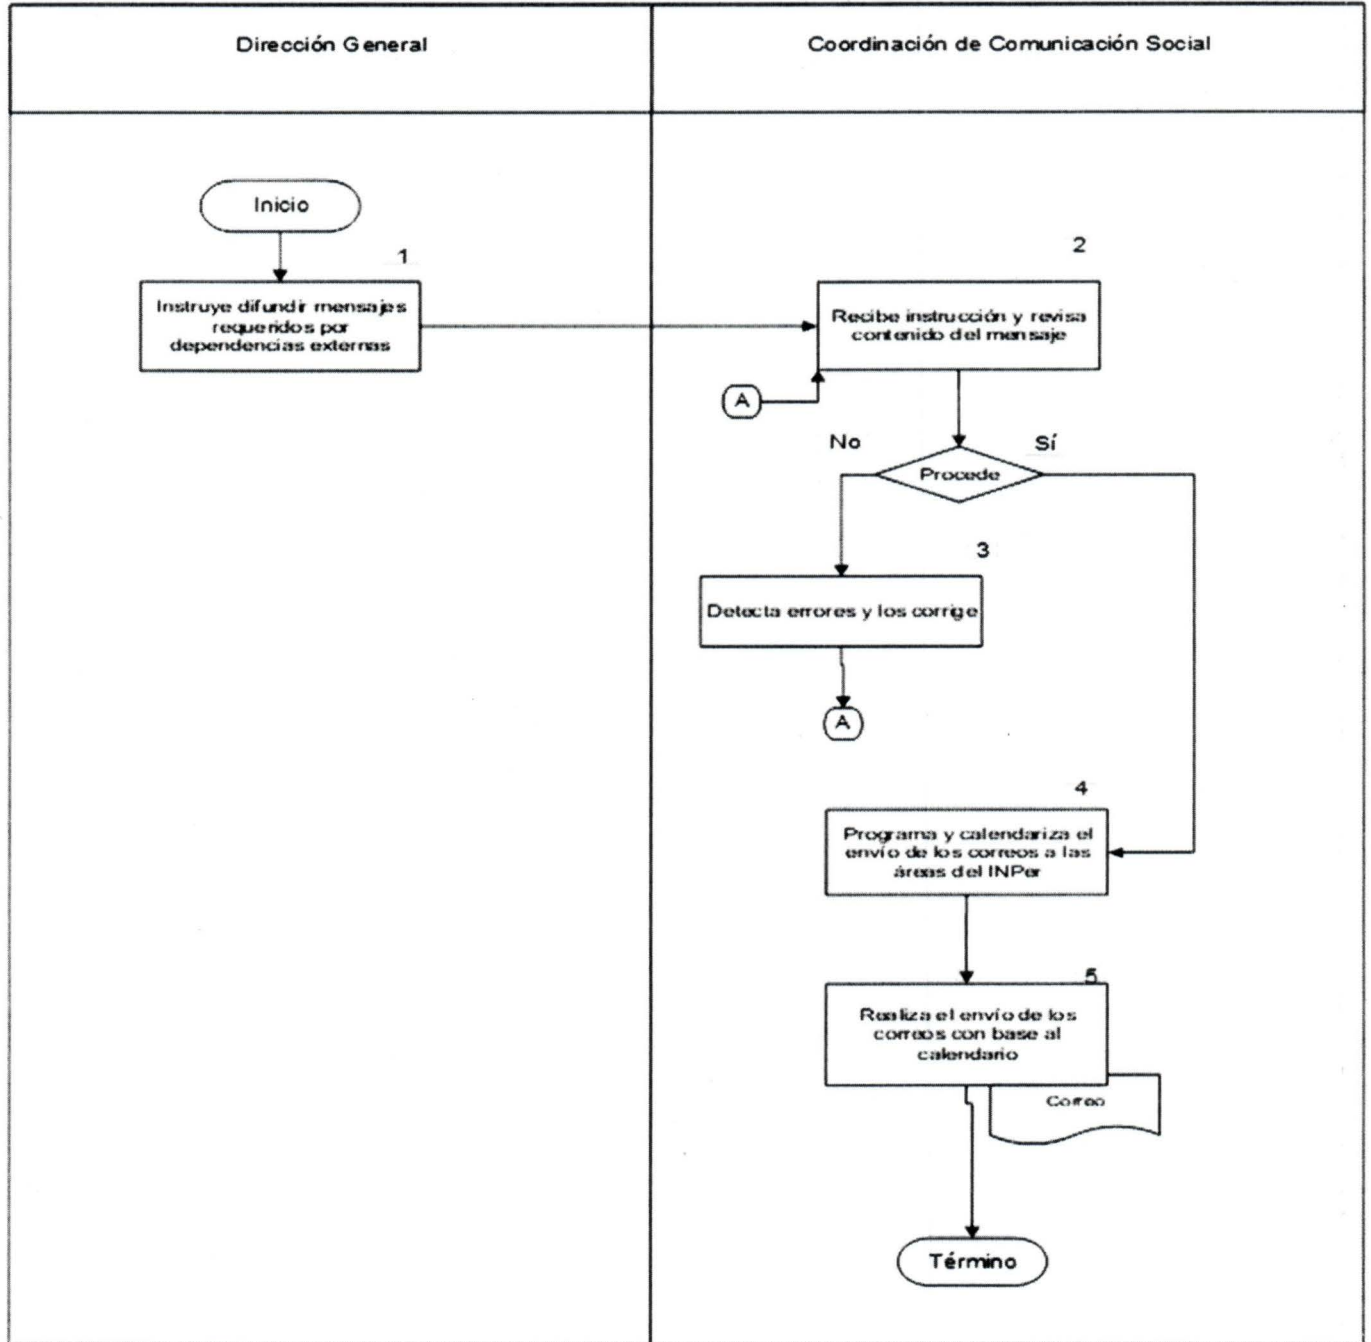 Dirección General
Coordinación de Comunicación Social
Inicio
1
Instruye difundir mensajes
requeridos por
dependencias externas
2
Recibe instrucción y revisa
contenido del mensaje
A
No
Sí
Procede
3
Detecta errores y los corrige
A
4
Programa y calendariza el
envío de los correos a las
áreas del INPer
5
Realiza el envío de los
correos con base al
calendario
Correo
Término